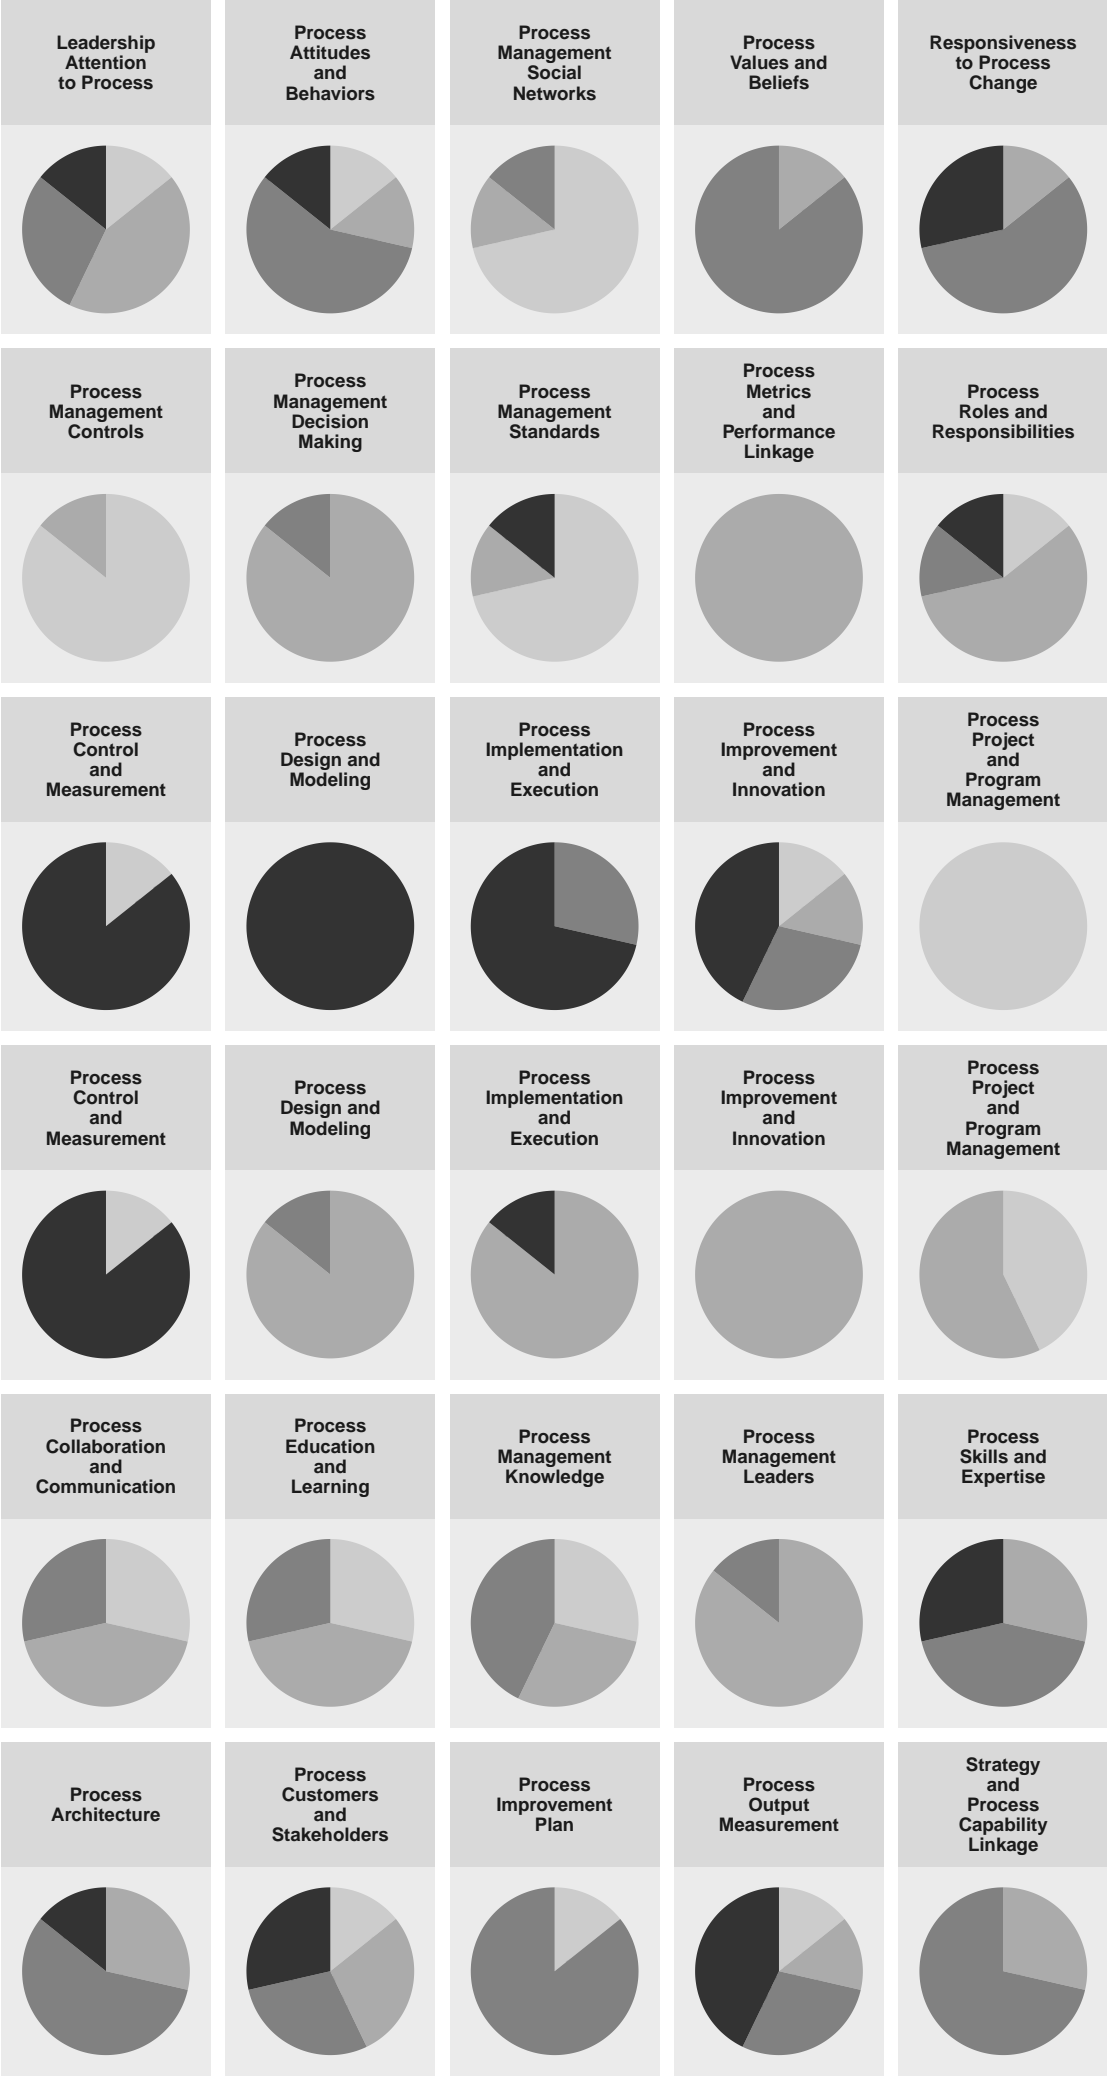 Leadership
Attention
to Process
Process
Attitudes
and
Behaviors
Process
Management
Social
Networks
Process
Values and
Beliefs
Responsiveness
to Process
Change
Process
Management
Controls
Process
Management
Decision
Making
Process
Management
Standards
Process
Metrics
and
Performance
Linkage
Process
Roles and
Responsibilities
Process
Control
and
Measurement
Process
Design and
Modeling
Process
Implementation
and
Execution
Process
Improvement
and
Innovation
Process
Project
and
Program
Management
Process
Control
and
Measurement
Process
Design and
Modeling
Process
Implementation
and
Execution
Process
Improvement
and
Innovation
Process
Project
and
Program
Management
Process
Collaboration
and
Communication
Process
Education
and
Learning
Process
Management
Knowledge
Process
Management
Leaders
Process
Skills and
Expertise
Process
Architecture
Process
Customers
and
Stakeholders
Process
Improvement
Plan
Process
Output
Measurement
Strategy
and
Process
Capability
Linkage